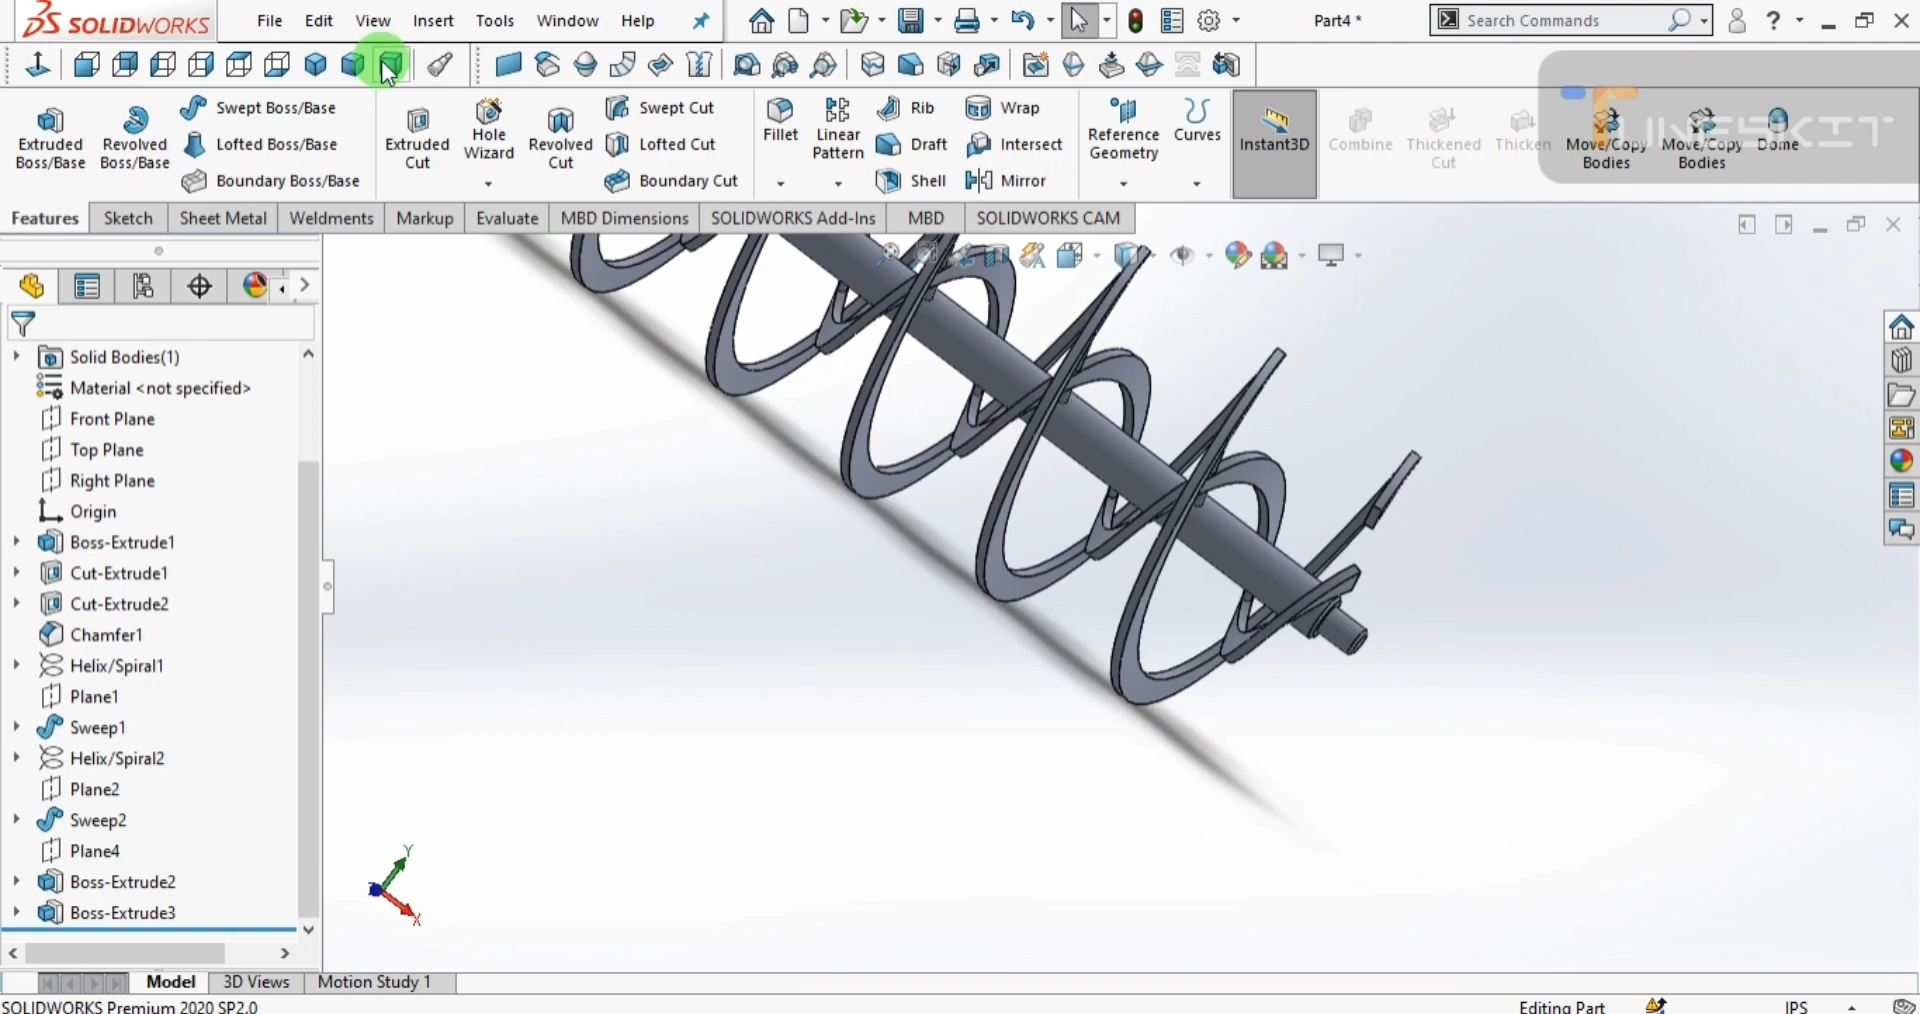 SOLIDWORKS File Edit View Insert Tools Window Help Part4 * Search Commands
Extruded Boss/Base
Revolved Boss/Base
Swept Boss/Base
Lofted Boss/Base
Boundary Boss/Base
Extruded Cut
Hole Wizard
Revolved Cut
Swept Cut
Lofted Cut
Boundary Cut
Fillet
Linear Pattern
Rib
Draft
Shell
Wrap
Intersect
Mirror
Reference Geometry
Curves
Instant3D
Combine
Thickened Cut
Thicken
Move/Copy Bodies
Move/Copy Bodies
Dome
TUNESKIT
Features Sketch Sheet Metal Weldments Markup Evaluate MBD Dimensions SOLIDWORKS Add-Ins MBD SOLIDWORKS CAM
Solid Bodies(1)
Material <not specified>
Front Plane
Top Plane
Right Plane
Origin
Boss-Extrude1
Cut-Extrude1
Cut-Extrude2
Chamfer1
Helix/Spiral1
Plane1
Sweep1
Helix/Spiral2
Plane2
Sweep2
Plane4
Boss-Extrude2
Boss-Extrude3
Y
X
Z
Model 3D Views Motion Study 1
SOLIDWORKS Premium 2020 SP2.0 Editing Part IPS